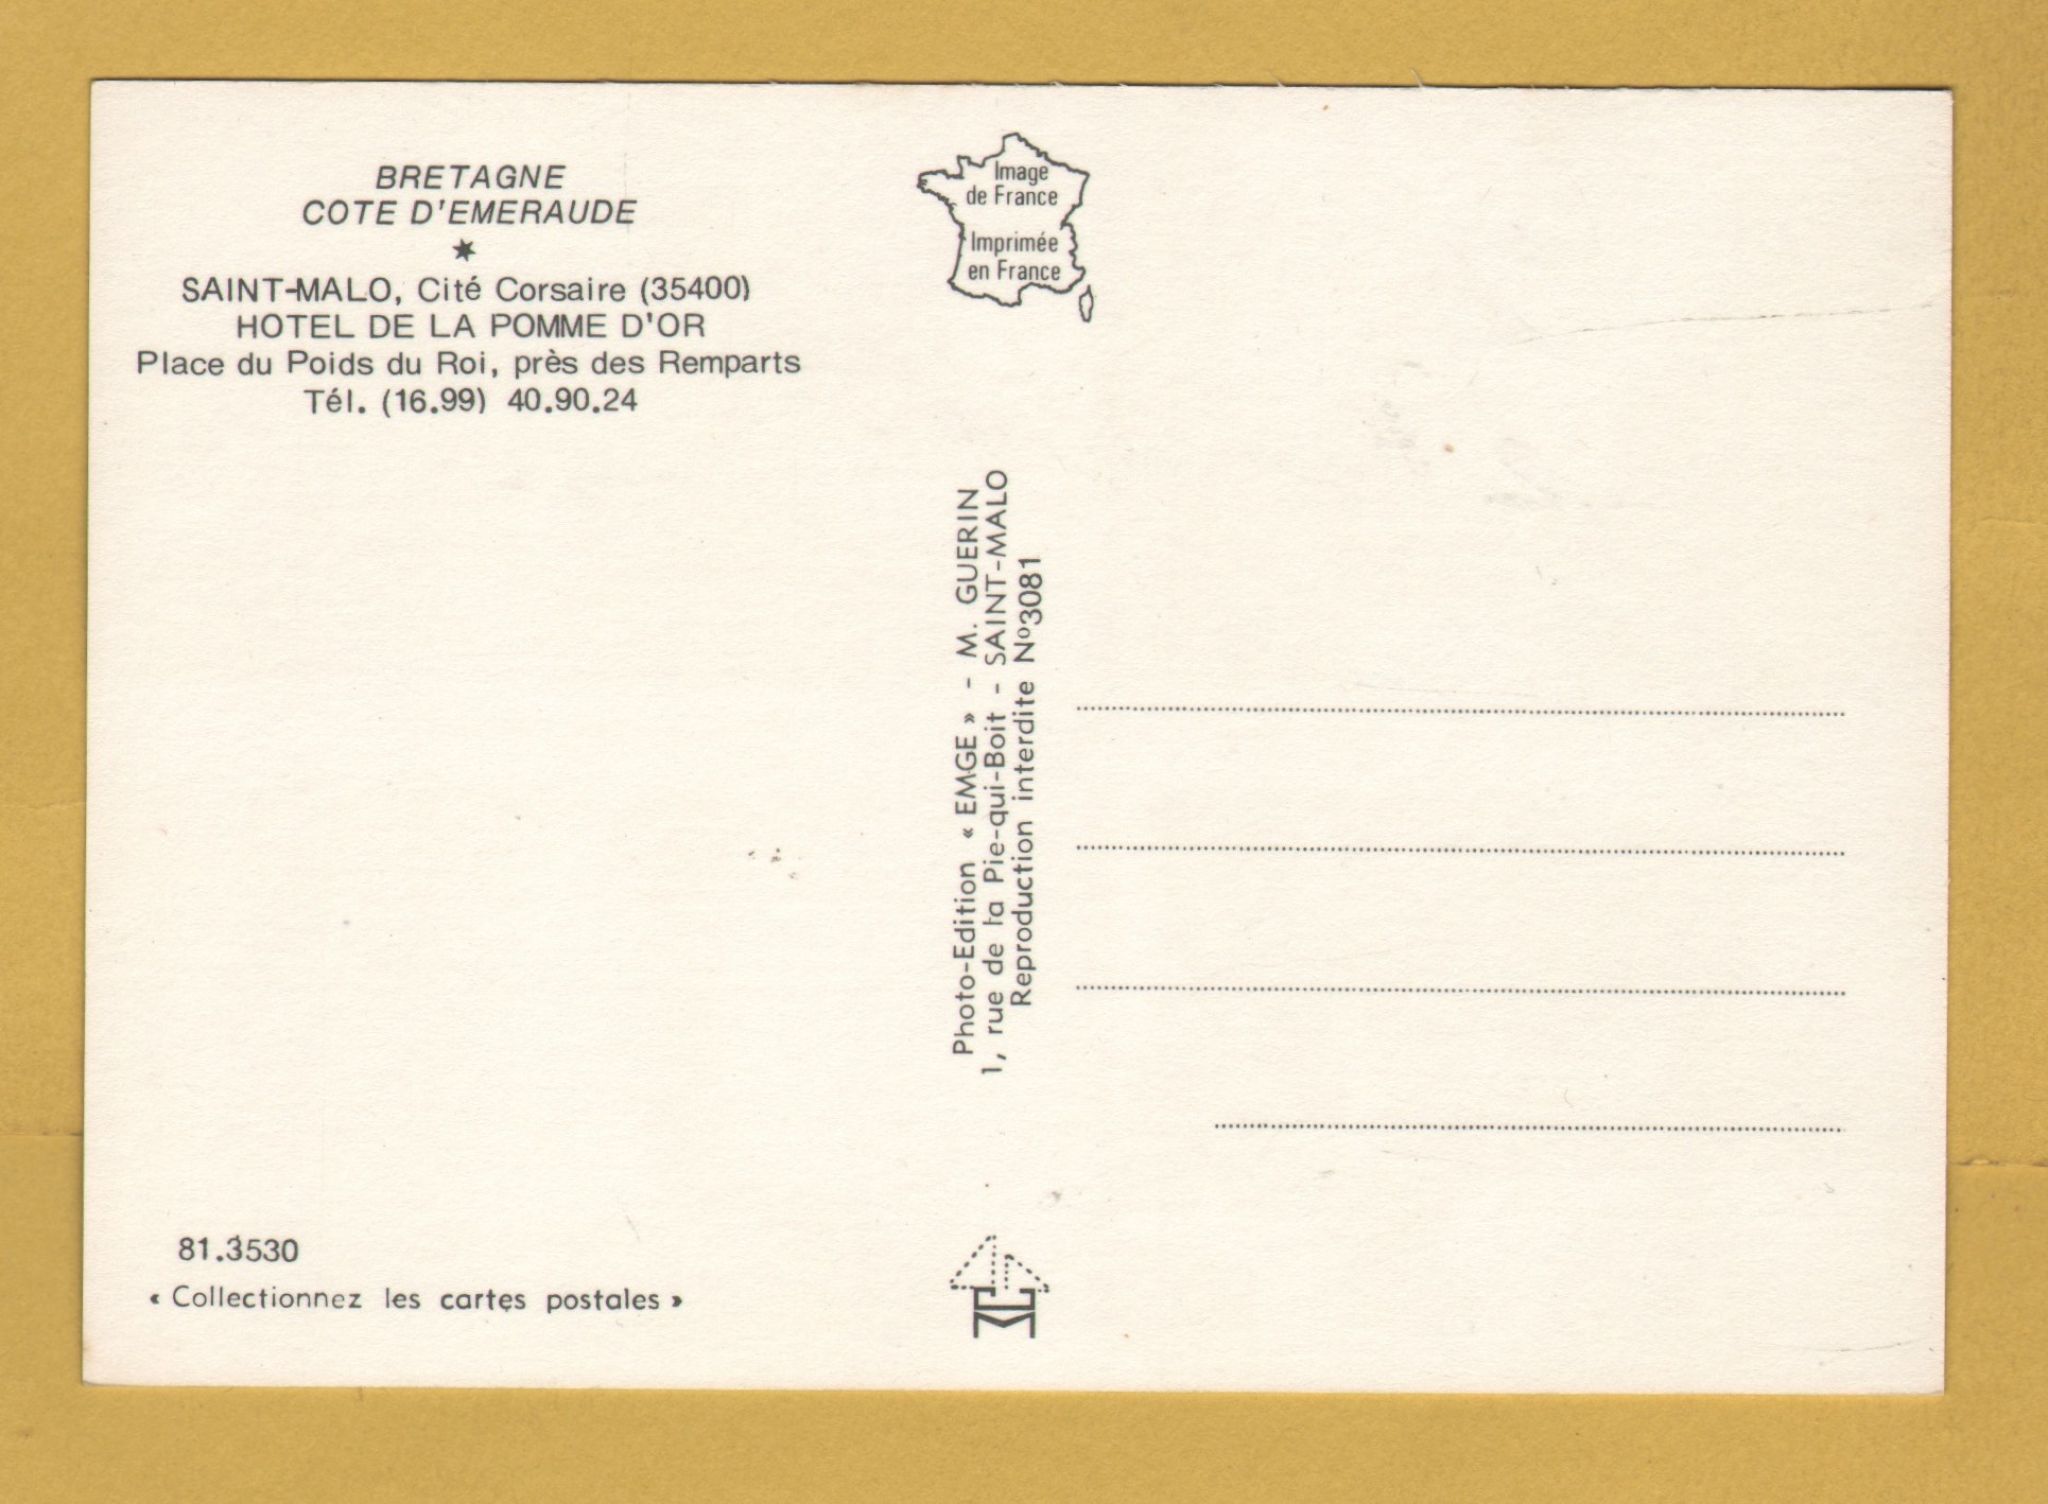 BRETAGNE
COTE D'EMERAUDE
★
SAINT-MALO, Cité Corsaire (35400)
HOTEL DE LA POMME D'OR
Place du Poids du Roi, près des Remparts
Tél. (16.99) 40.90.24
Image
de France
Imprimée
en France
Photo-Edition « EMGE » - M. GUERIN
1, rue de la Pie-qui-Boit - SAINT-MALO
Reproduction interdite Nº3081
81.3530
« Collectionnez les cartes postales »